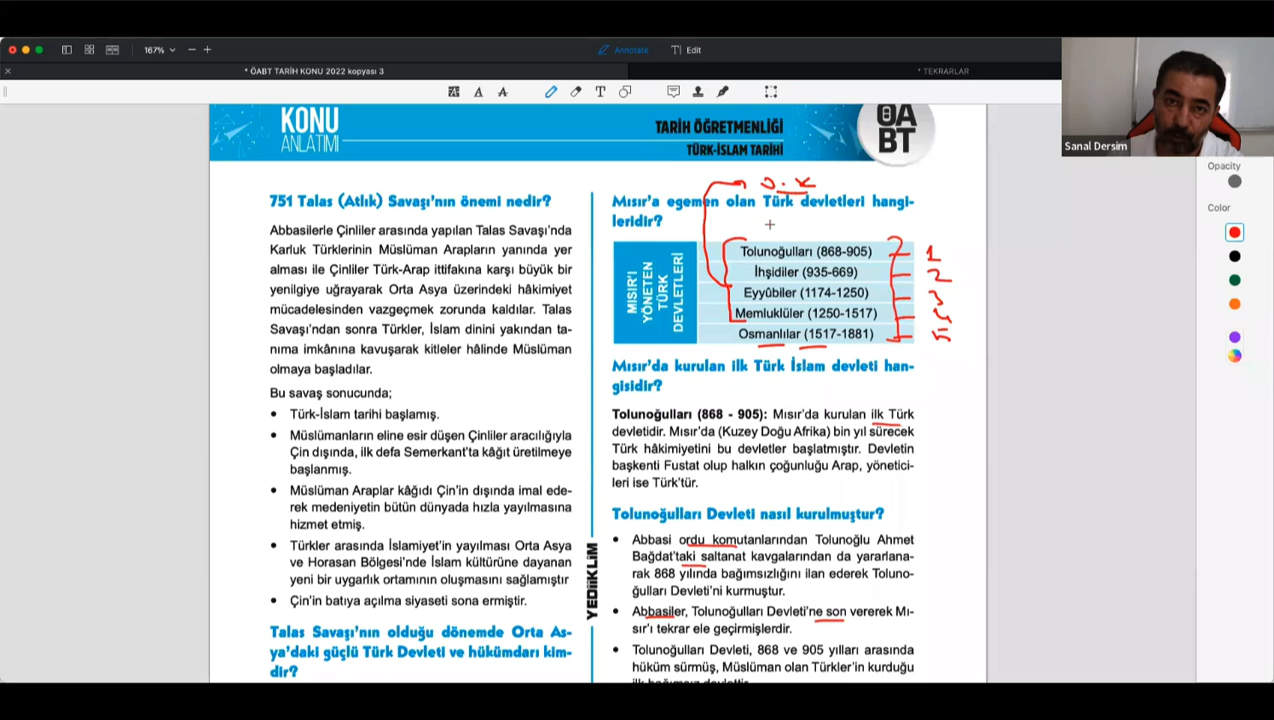 167%
Annotate
Edit
* ÖABT TARİH KONU 2022 kopyası 3
* TEKRARLAR
Sanal Dersim
Opacity
Color
KONU
ANLATIMI
TARİH ÖĞRETMENLİĞİ
TÜRK-İSLAM TARİHİ
ÖA
BT
751 Talas (Atlık) Savaşı'nın önemi nedir?
Abbasilerle Çinliler arasında yapılan Talas Savaşı'nda
Karluk Türklerinin Müslüman Arapların yanında yer
alması ile Çinliler Türk-Arap ittifakına karşı büyük bir
yenilgiye uğrayarak Orta Asya üzerindeki hâkimiyet
mücadelesinden vazgeçmek zorunda kaldılar. Talas
Savaşı'ndan sonra Türkler, İslam dinini yakından ta-
nıma imkânına kavuşarak kitleler hâlinde Müslüman
olmaya başladılar.
Bu savaş sonucunda;
• Türk-İslam tarihi başlamış.
• Müslümanların eline esir düşen Çinliler aracılığıyla
Çin dışında, ilk defa Semerkant'ta kâğıt üretilmeye
başlanmış.
• Müslüman Araplar kâğıdı Çin'in dışında imal ede-
rek medeniyetin bütün dünyada hızla yayılmasına
hizmet etmiş.
• Türkler arasında İslamiyet'in yayılması Orta Asya
ve Horasan Bölgesi'nde İslam kültürüne dayanan
yeni bir uygarlık ortamının oluşmasını sağlamıştır
• Çin'in batıya açılma siyaseti sona ermiştir.
Talas Savaşı'nın olduğu dönemde Orta As-
ya'daki güçlü Türk Devleti ve hükümdarı kim-
dir?
YEDiiKLiM
O. K
Mısır'a egemen olan Türk devletleri hangi-
leridir?
MISIR'I
YÖNETEN
TÜRK
DEVLETLERİ
Tolunoğulları (868-905) 1
İhşidiler (935-669) 2
Eyyûbiler (1174-1250) 3
Memluklüler (1250-1517)
Osmanlılar (1517-1881) 5
Mısır'da kurulan ilk Türk İslam devleti han-
gisidir?
Tolunoğulları (868 - 905): Mısır'da kurulan ilk Türk
devletidir. Mısır'da (Kuzey Doğu Afrika) bin yıl sürecek
Türk hâkimiyetini bu devletler başlatmıştır. Devletin
başkenti Fustat olup halkın çoğunluğu Arap, yönetici-
leri ise Türk'tür.
Tolunoğulları Devleti nasıl kurulmuştur?
• Abbasi ordu komutanlarından Tolunoğlu Ahmet
Bağdat'taki saltanat kavgalarından da yararlana-
rak 868 yılında bağımsızlığını ilan ederek Toluno-
ğulları Devleti'ni kurmuştur.
• Abbasiler, Tolunoğulları Devleti'ne son vererek Mı-
sır'ı tekrar ele geçirmişlerdir.
• Tolunoğulları Devleti, 868 ve 905 yılları arasında
hüküm sürmüş, Müslüman olan Türkler'in kurduğu
ilk bağımsız devlettir.